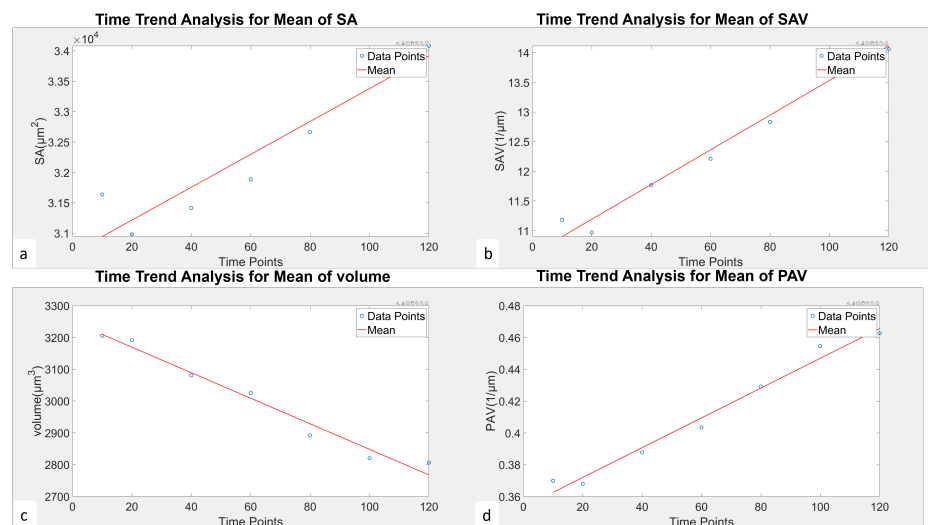 Time Trend Analysis for Mean of SA
×10⁴
3.4
3.35
3.3
3.25
3.2
3.15
3.1
SA(μm²)
0 20 40 60 80 100 120
Time Points
Data Points
Mean
a
Time Trend Analysis for Mean of SAV
14
13.5
13
12.5
12
11.5
11
SAV(1/μm)
0 20 40 60 80 100 120
Time Points
Data Points
Mean
b
Time Trend Analysis for Mean of volume
3300
3200
3100
3000
2900
2800
2700
volume(μm³)
0 20 40 60 80 100 120
Time Points
Data Points
Mean
c
Time Trend Analysis for Mean of PAV
0.48
0.46
0.44
0.42
0.4
0.38
0.36
PAV(1/μm)
0 20 40 60 80 100 120
Time Points
Data Points
Mean
d